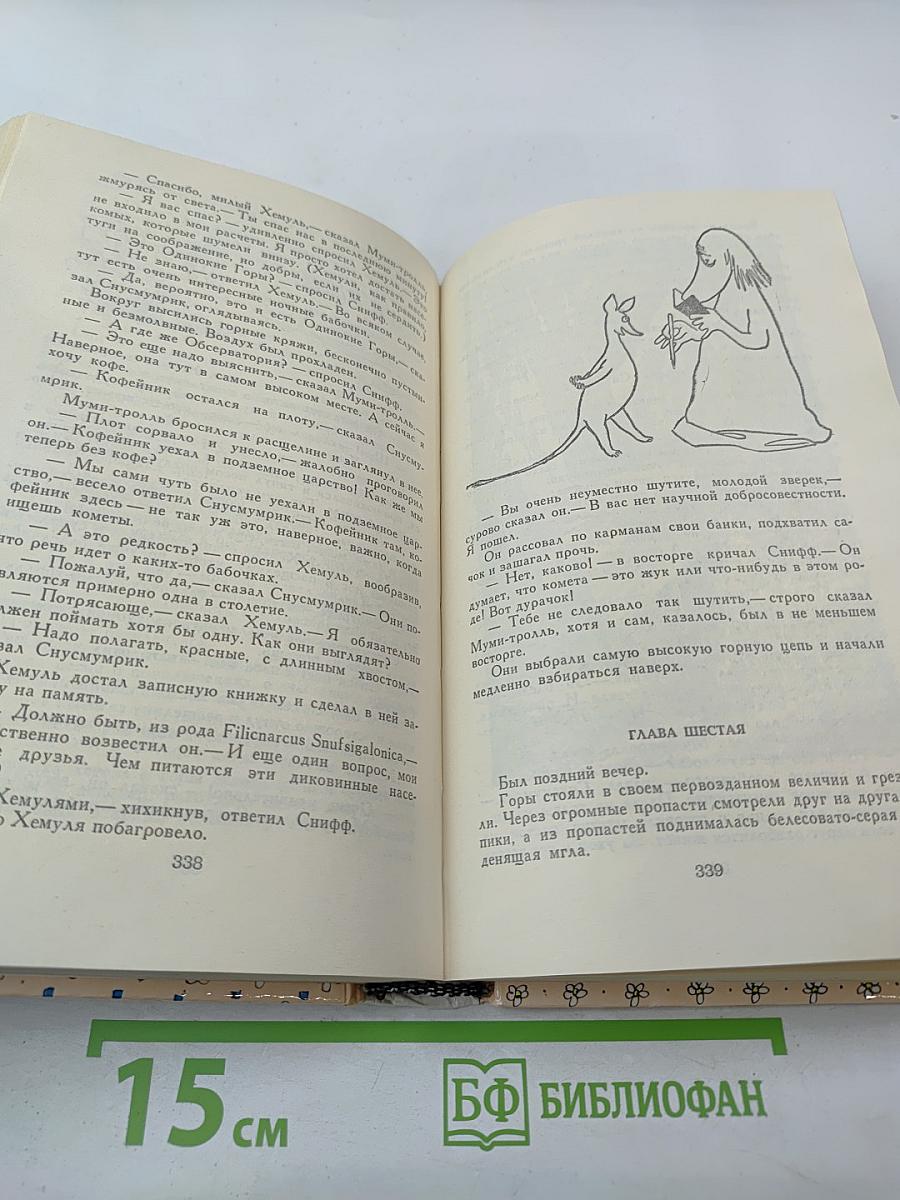 — Спасибо, милый Хемуль,— сказал Муми-тролль,
жмурясь от света.— Ты спас нас в последнюю минуту!
— Я вас спас? — удивленно спросил Хемуль.— Это
не входило в мои расчеты. Я просто хотел достать насе-
комых, которые шумели внизу. (Хемули, как правило,
туги на соображение, но добры, если их не сердить.)
— Это Одинокие Горы? — спросил Снифф.
— Не знаю,— ответил Хемуль.— Во всяком случае,
тут есть очень интересные ночные бабочки.
— Да, вероятно, это и есть Одинокие Горы,— ска-
зал Снусмумрик, оглядываясь.
Вокруг высились горные кряжи, бесконечно пустын-
ные и безмолвные. Воздух был прохладен.
— А где же Обсерватория? — спросил Снифф.
— Это еще надо выяснить,— сказал Муми-тролль.—
Наверное, она тут в самом высоком месте. А сейчас я
хочу кофе.
— Кофейник остался на плоту,— сказал Снусму-
мрик.
Муми-тролль бросился к расщелине и заглянул в нее.
— Плот сорвало и унесло,— жалобно проговорил
он.— Кофейник уехал в подземное царство! Как же мы
теперь без кофе?
— Мы сами чуть было не уехали в подземное цар-
ство,— весело ответил Снусмумрик.— Кофейник там, ко-
фейник здесь — не так уж это, наверное, важно, когда
ищешь кометы.
— А это редкость? — спросил Хемуль, вообразив,
что речь идет о каких-то бабочках.
— Пожалуй, что да,— сказал Снусмумрик.— Они по-
вляются примерно одна в столетие.
— Потрясающе,— сказал Хемуль.— Я обязательно
лжен поймать хотя бы одну. Как они выглядят?
— Надо полагать, красные, с длинным хвостом,—
зал Снусмумрик.
Хемуль достал записную книжку и сделал в ней за-
у на память.
Должно быть, из рода Filicnarcus Snufsigalonica,—
ственно возвестил он.— И еще один вопрос, мои
е друзья. Чем питаются эти диковинные насе-
Хемулями,— хихикнув, ответил Снифф.
о Хемуля побагровело.
338
— Вы очень неуместно шутите, молодой зверек,—
сурово сказал он.— В вас нет научной добросовестности.
Я пошел.
Он рассовал по карманам свои банки, подхватил са-
чок и зашагал прочь.
— Нет, каково! — в восторге кричал Снифф.— Он
думает, что комета — это жук или что-нибудь в этом ро-
де! Вот дурачок!
— Тебе не следовало так шутить,— строго сказал
Муми-тролль, хотя и сам, казалось, был в не меньшем
восторге.
Они выбрали самую высокую горную цепь и начали
медленно взбираться наверх.
ГЛАВА ШЕСТАЯ
Был поздний вечер.
Горы стояли в своем первозданном величии и грез
ли. Через огромные пропасти смотрели друг на друга
пики, а из пропастей поднималась белесовато-серая
денящая мгла.
339
15 см
БФ БИБЛИОФАН